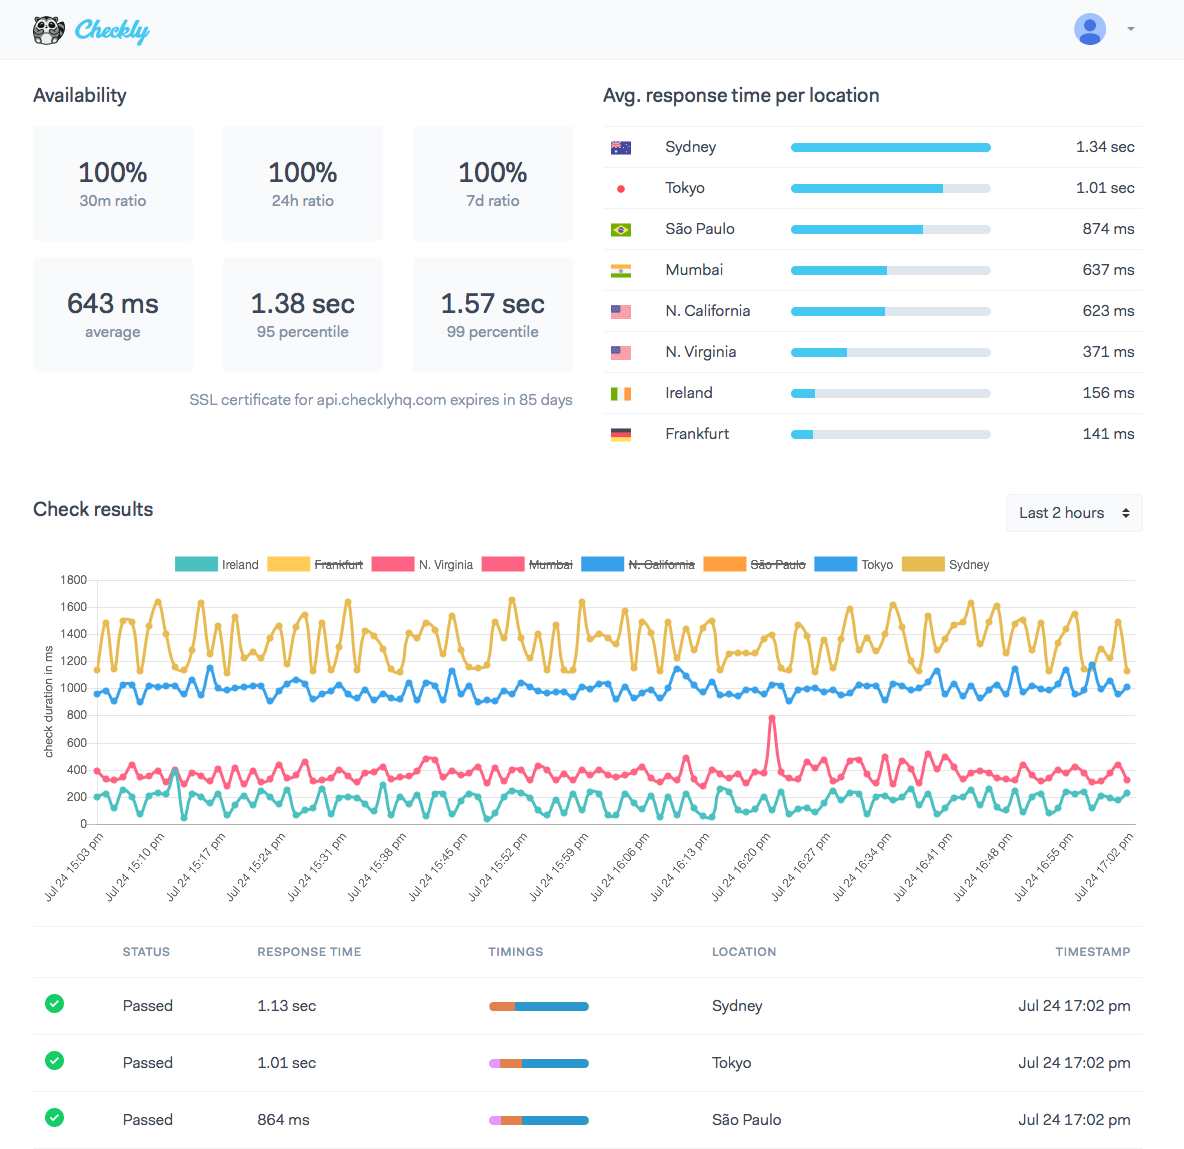 Checkly
Availability
100%
30m ratio
100%
24h ratio
100%
7d ratio
643 ms
average
1.38 sec
95 percentile
1.57 sec
99 percentile
SSL certificate for api.checklyhq.com expires in 85 days
Avg. response time per location
Sydney 1.34 sec
Tokyo 1.01 sec
São Paulo 874 ms
Mumbai 637 ms
N. California 623 ms
N. Virginia 371 ms
Ireland 156 ms
Frankfurt 141 ms
Check results
Last 2 hours
Ireland Frankfurt N. Virginia Mumbai N. California São Paulo Tokyo Sydney
check duration in ms
1800
1600
1400
1200
1000
800
600
400
200
0
Jul 24 15:03 pm
Jul 24 15:10 pm
Jul 24 15:17 pm
Jul 24 15:24 pm
Jul 24 15:31 pm
Jul 24 15:38 pm
Jul 24 15:45 pm
Jul 24 15:52 pm
Jul 24 15:59 pm
Jul 24 16:06 pm
Jul 24 16:13 pm
Jul 24 16:20 pm
Jul 24 16:27 pm
Jul 24 16:34 pm
Jul 24 16:41 pm
Jul 24 16:48 pm
Jul 24 16:55 pm
Jul 24 17:02 pm
STATUS RESPONSE TIME TIMINGS LOCATION TIMESTAMP
Passed 1.13 sec Sydney Jul 24 17:02 pm
Passed 1.01 sec Tokyo Jul 24 17:02 pm
Passed 864 ms São Paulo Jul 24 17:02 pm